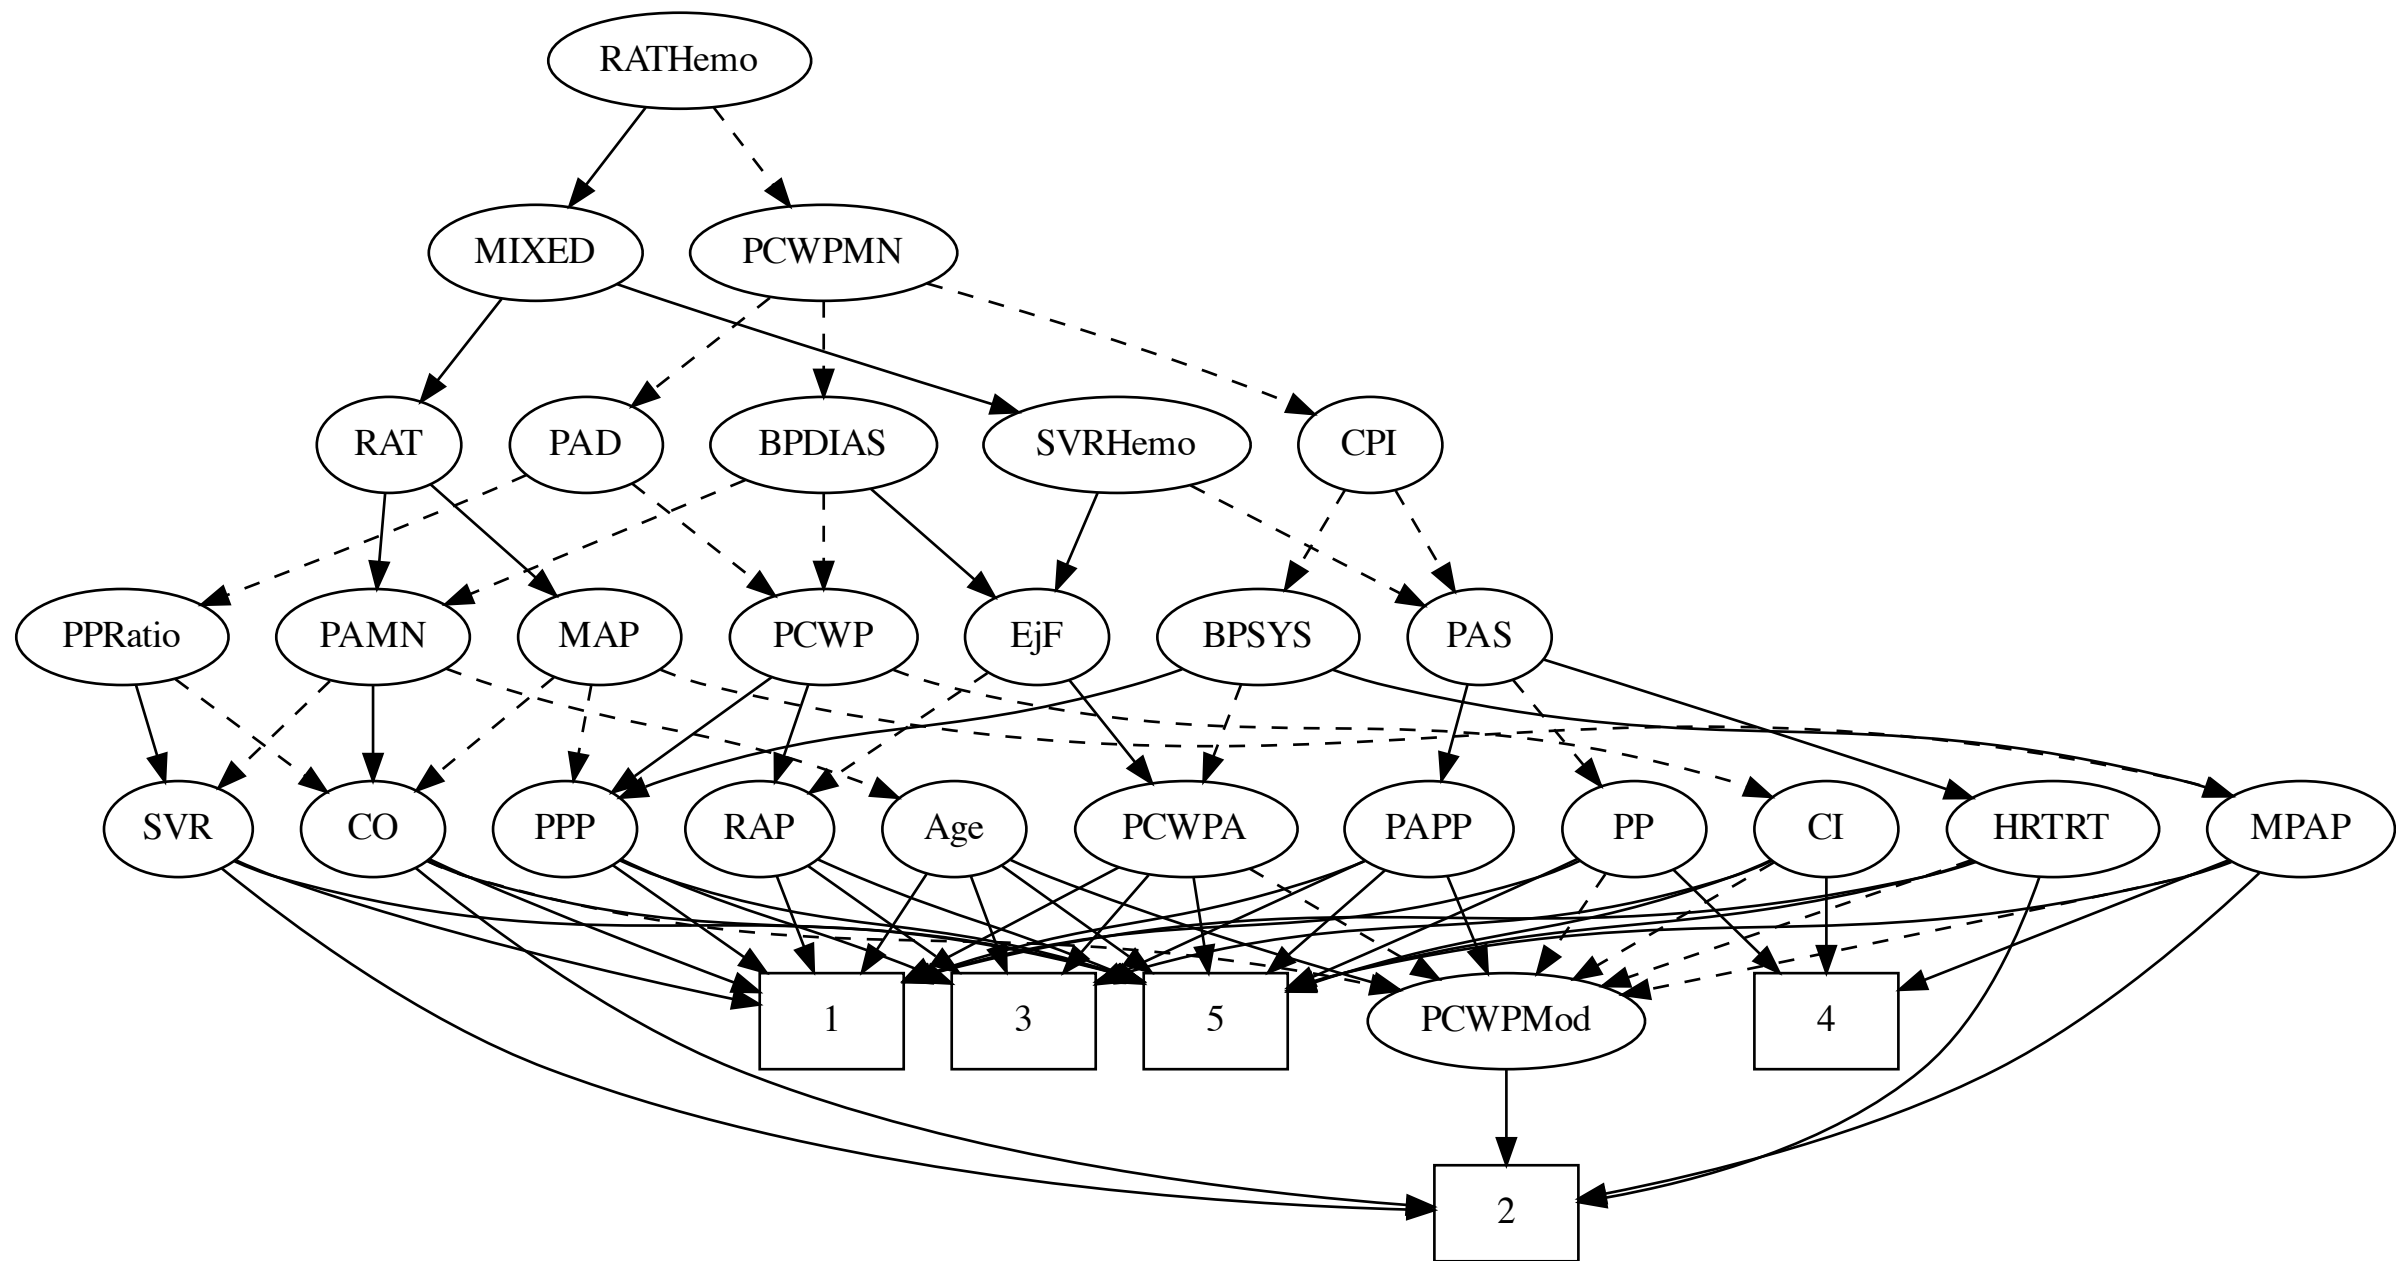 RATHemo
MIXED
PCWPMN
RAT
PAD
BPDIAS
SVRHemo
CPI
PPRatio
PAMN
MAP
PCWP
EjF
BPSYS
PAS
SVR
CO
PPP
RAP
Age
PCWPA
PAPP
PP
CI
HRTRT
MPAP
1
3
5
PCWPMod
4
2